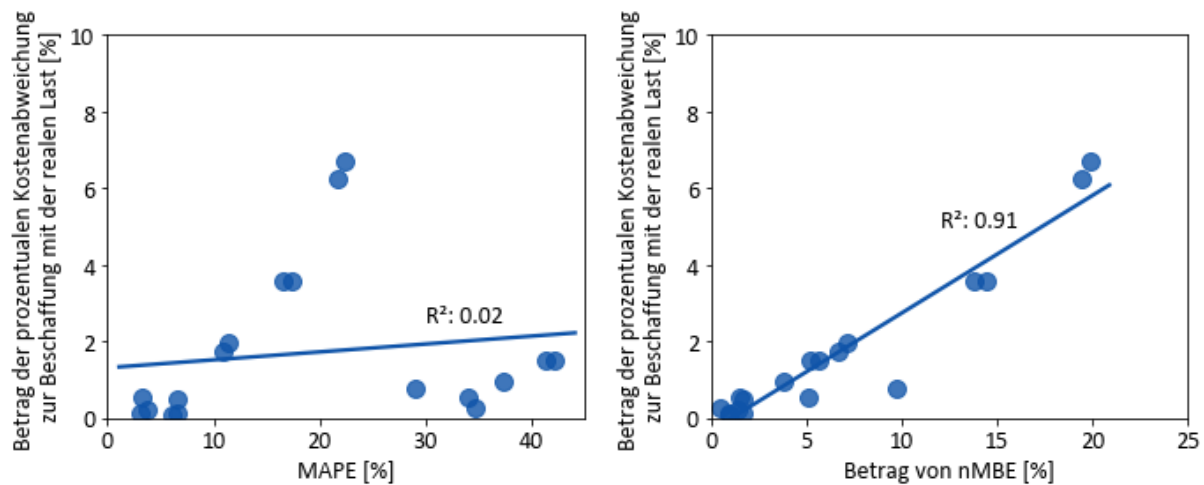 Betrag der prozentualen Kostenabweichung
zur Beschaffung mit der realen Last [%]
10
8
6
4
2
0
R²: 0.02
0
10
20
30
40
MAPE [%]
Betrag der prozentualen Kostenabweichung
zur Beschaffung mit der realen Last [%]
10
8
6
4
2
0
R²: 0.91
0
5
10
15
20
25
Betrag von nMBE [%]